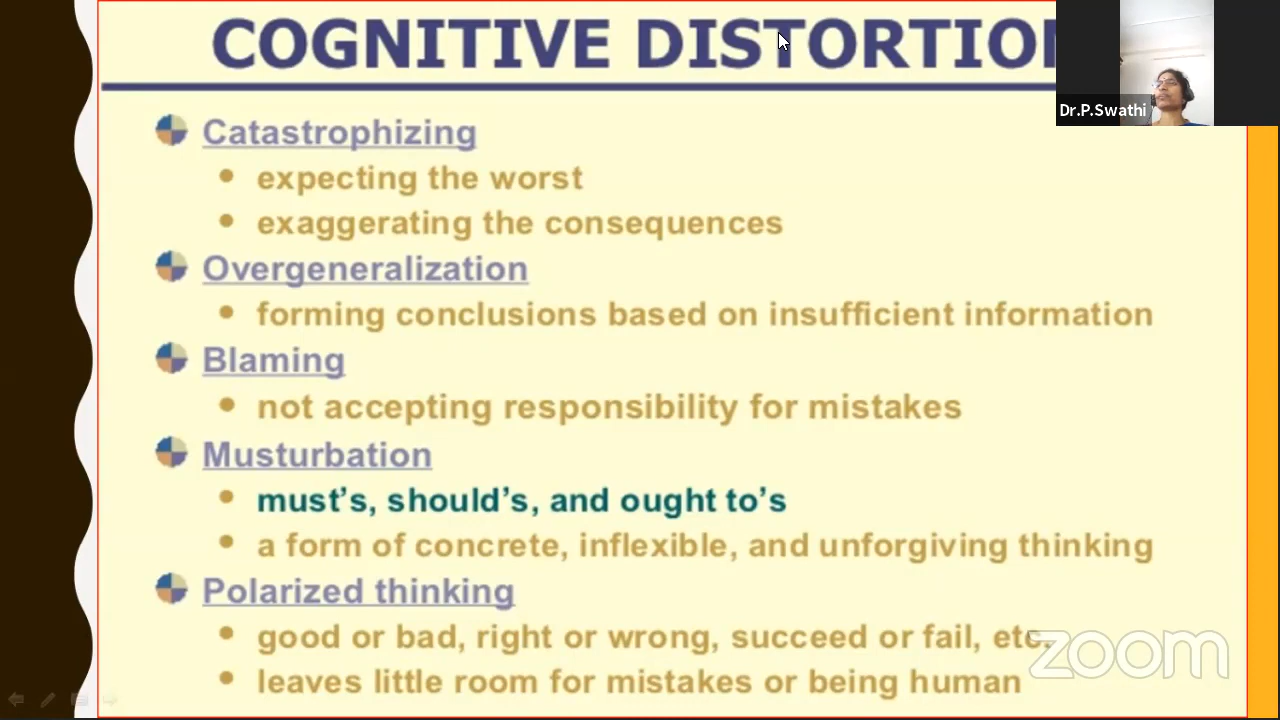 COGNITIVE DISTORTION
Dr.P.Swathi
Catastrophizing
expecting the worst
exaggerating the consequences
Overgeneralization
forming conclusions based on insufficient information
Blaming
not accepting responsibility for mistakes
Musturbation
must’s, should’s, and ought to’s
a form of concrete, inflexible, and unforgiving thinking
Polarized thinking
good or bad, right or wrong, succeed or fail, etc.
leaves little room for mistakes or being human
zoom